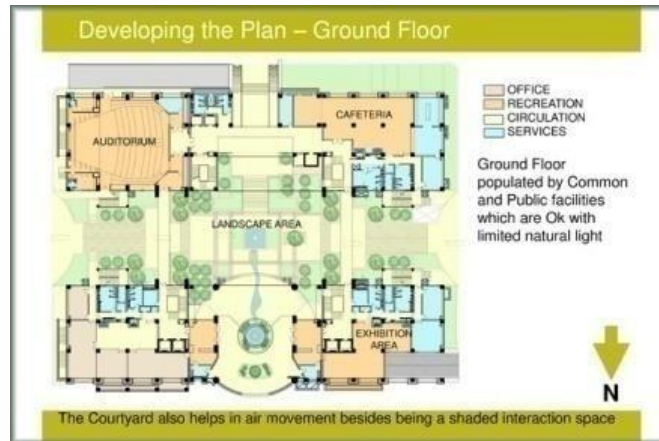 Developing the Plan – Ground Floor
OFFICE
RECREATION
CIRCULATION
SERVICES
CAFETERIA
AUDITORIUM
Ground Floor
populated by Common
and Public facilities
which are Ok with
limited natural light
LANDSCAPE AREA
EXHIBITION
AREA
N
The Courtyard also helps in air movement besides being a shaded interaction space